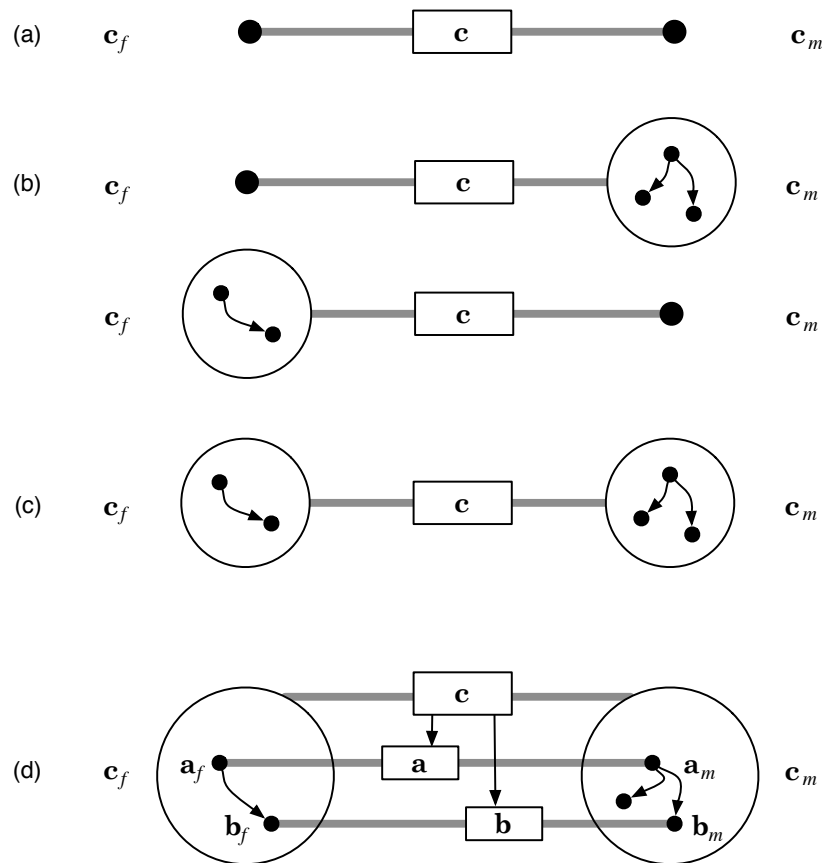 (a) c_f c c_m
(b) c_f c c_m
c_f c c_m
(c) c_f c c_m
c
a_f a a_m
(d) c_f c_m
b_f b b_m